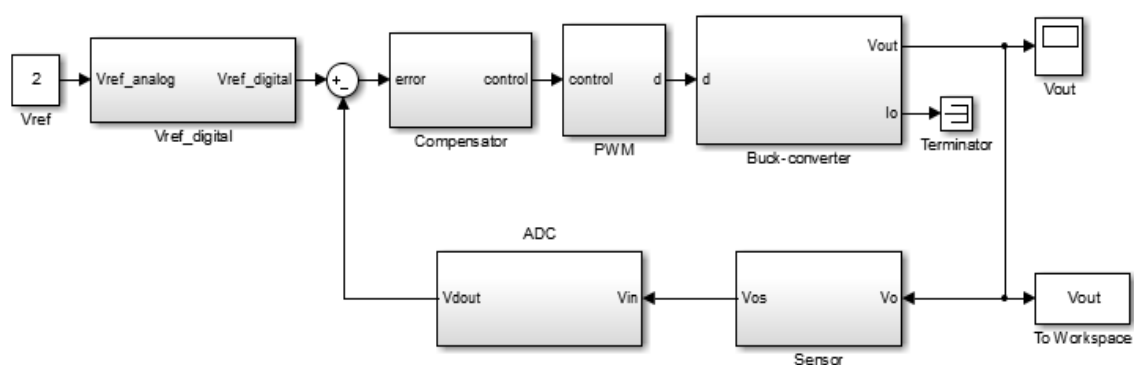 2
Vref
Vref_analog
Vref_digital
Vref_digital
+
−
error
control
Compensator
control
d
PWM
d
Vout
Io
Buck-converter
Vout
Terminator
ADC
Vdout
Vin
Vos
Vo
Sensor
Vout
To Workspace